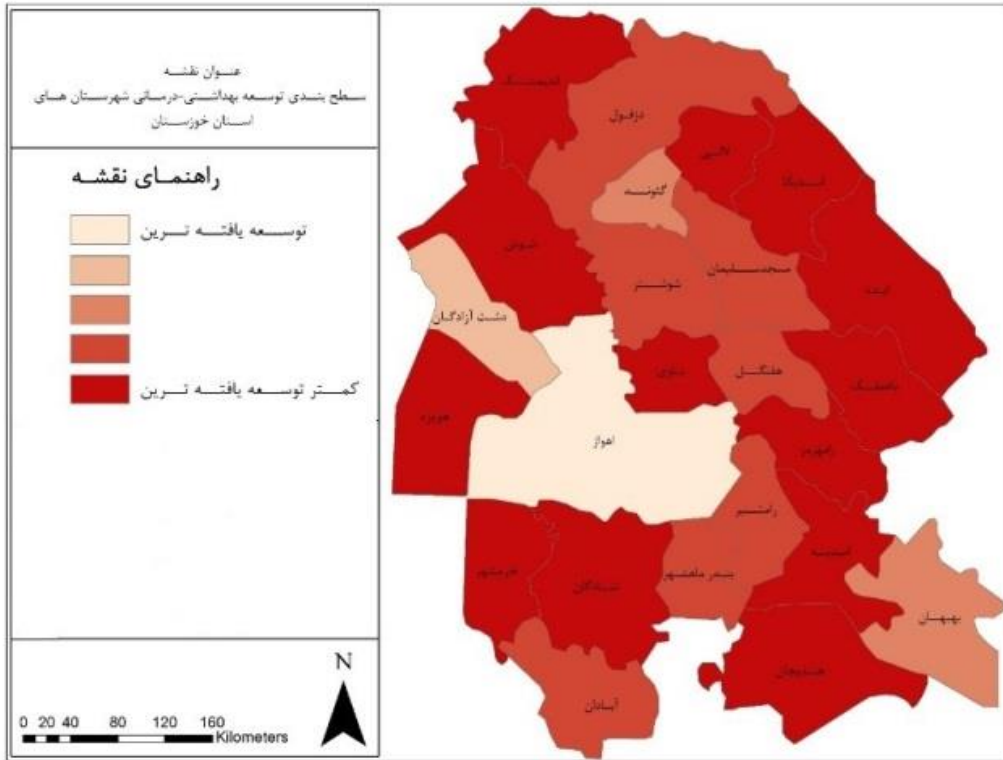 عنوان نقشه
سطح بندی توسعه بهداشتی-درمانی شهرستان های
استان خوزستان
راهنمای نقشه
توسعه یافته ترین
کمتر توسعه یافته ترین
N
0 20 40 80 120 160
Kilometers
اندیمشک
دزفول
لالی
اندیکا
گتوند
شوش
مسجدسلیمان
شوشتر
ایذه
دشت آزادگان
هفتگل
باوی
باغملک
هویزه
اهواز
رامهرمز
رامشیر
امیدیه
خرمشهر
شادگان
بندر ماهشهر
بهبهان
هندیجان
آبادان